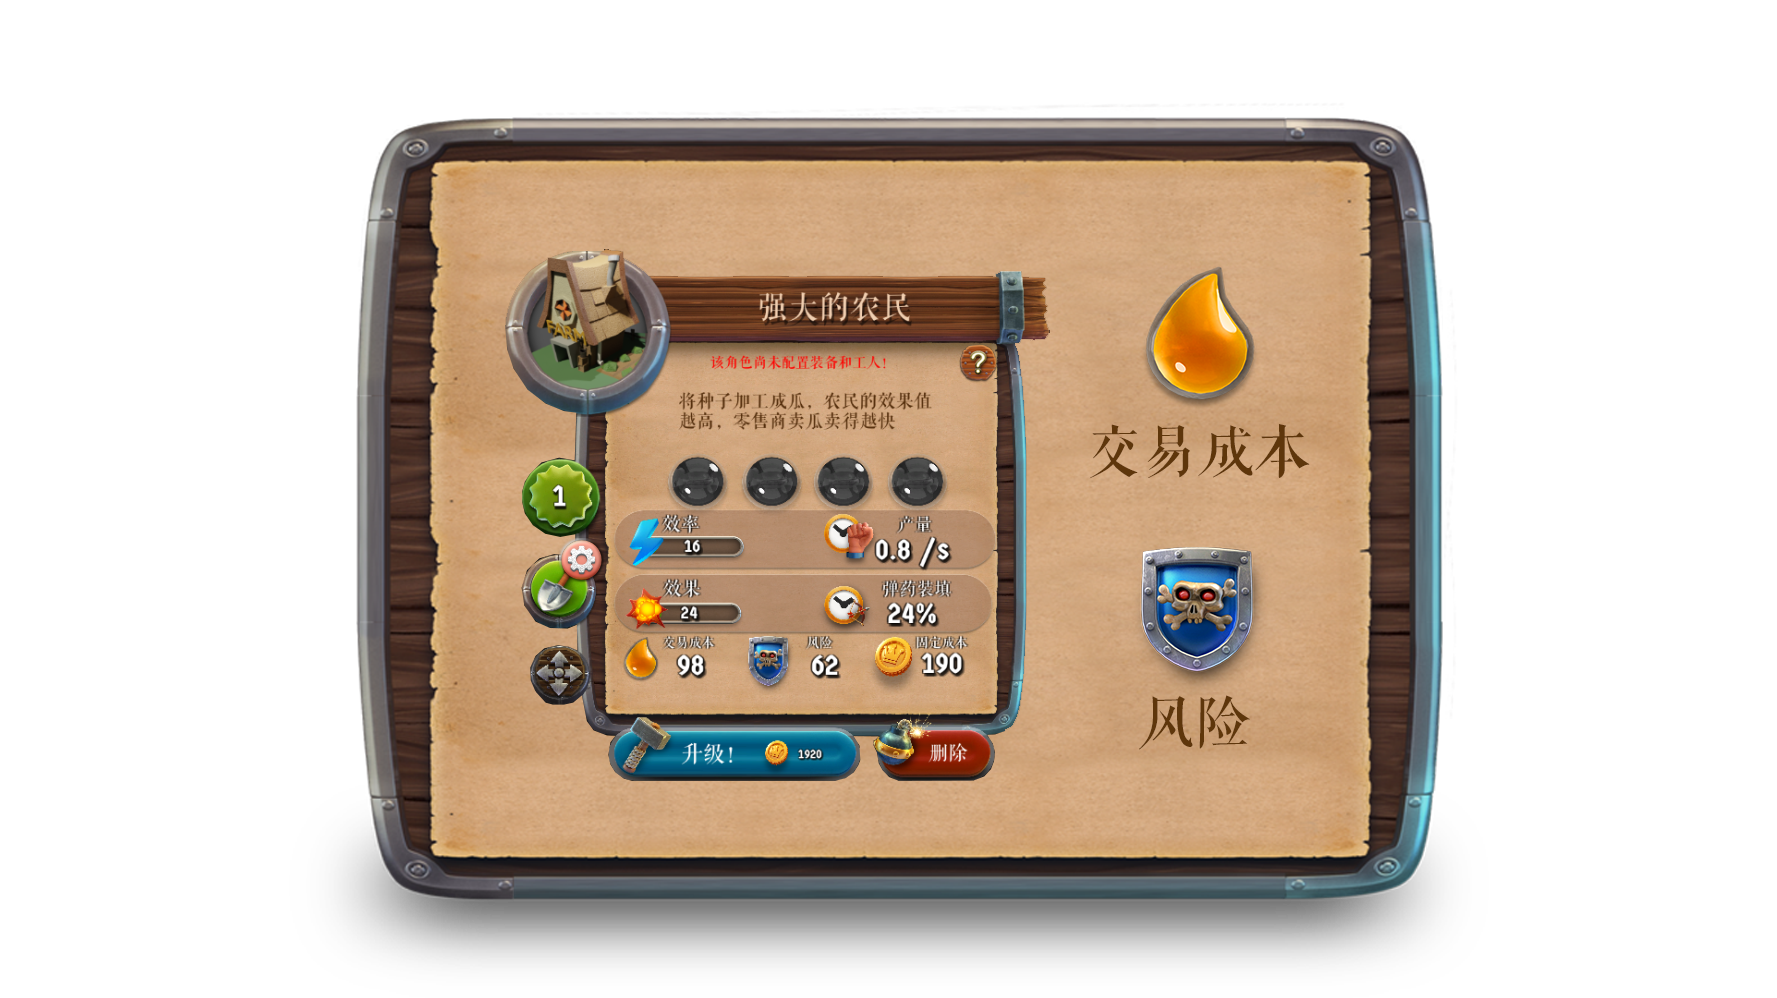 强大的农民
该角色尚未配置装备和工人!
?
将种子加工成瓜，农民的效果值
越高，零售商卖瓜卖得越快
1
效率
16
产量
0.8 /s
效果
24
弹药装填
24%
交易成本
98
风险
62
固定成本
190
升级!
1920
删除
交易成本
风险